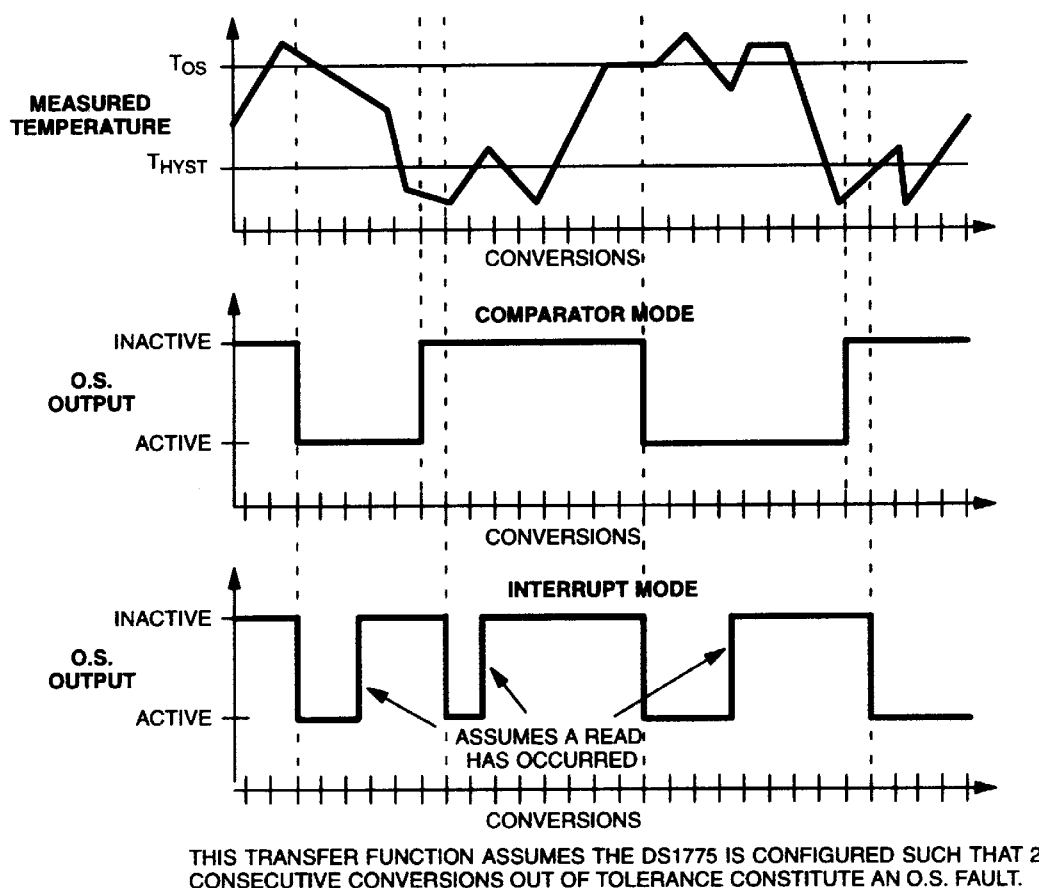 TOS
MEASURED
TEMPERATURE
THYST
CONVERSIONS
COMPARATOR MODE
INACTIVE
O.S.
OUTPUT
ACTIVE
CONVERSIONS
INTERRUPT MODE
INACTIVE
O.S.
OUTPUT
ACTIVE
ASSUMES A READ
HAS OCCURRED
CONVERSIONS
THIS TRANSFER FUNCTION ASSUMES THE DS1775 IS CONFIGURED SUCH THAT 2
CONSECUTIVE CONVERSIONS OUT OF TOLERANCE CONSTITUTE AN O.S. FAULT.